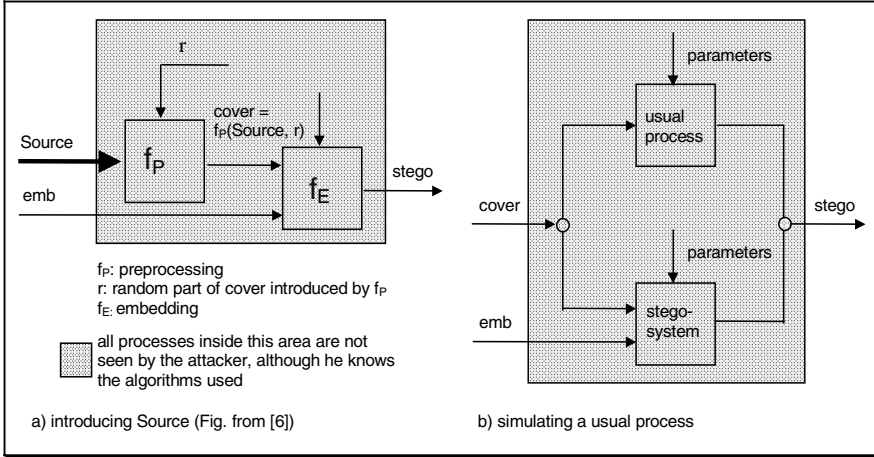 r
cover =
fP(Source, r)
Source
fP
emb
fE
stego
fP: preprocessing
r: random part of cover introduced by fP
fE: embedding
all processes inside this area are not
seen by the attacker, although he knows
the algorithms used
a) introducing Source (Fig. from [6])
parameters
usual
process
cover
stego
parameters
emb
stego-
system
b) simulating a usual process